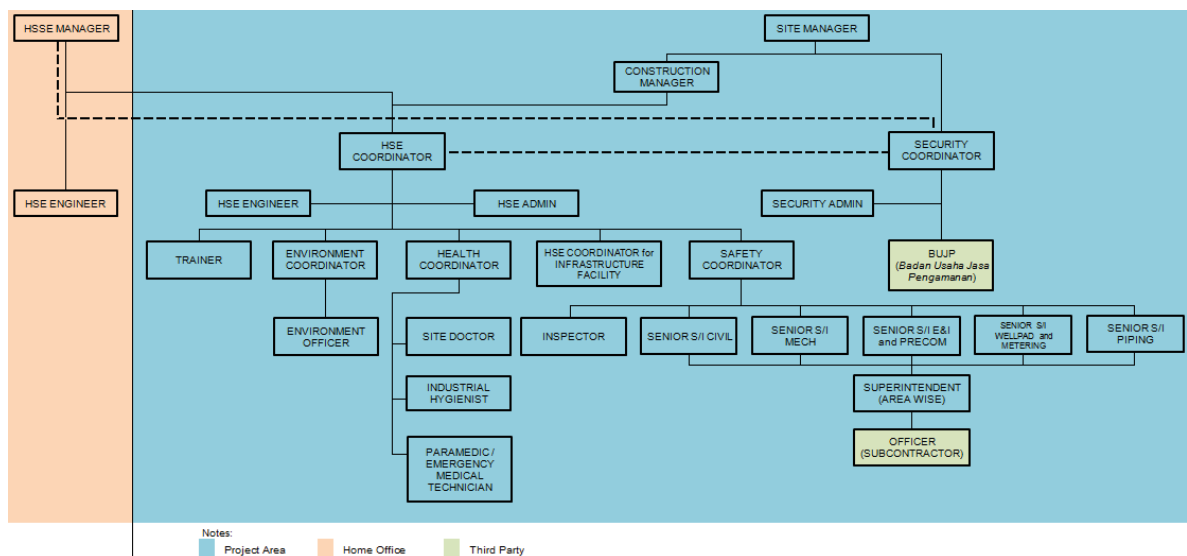 HSSE MANAGER
SITE MANAGER
CONSTRUCTION
MANAGER
HSE
COORDINATOR
SECURITY
COORDINATOR
HSE ENGINEER
HSE ENGINEER
HSE ADMIN
SECURITY ADMIN
TRAINER
ENVIRONMENT
COORDINATOR
HEALTH
COORDINATOR
HSE COORDINATOR for
INFRASTRUCTURE
FACILITY
SAFETY
COORDINATOR
BUJP
(Badan Usaha Jasa
Pengamanan)
ENVIRONMENT
OFFICER
SITE DOCTOR
INSPECTOR
SENIOR S/I CIVIL
SENIOR S/I
MECH
SENIOR S/I E&I
and PRECOM
SENIOR S/I
WELLPAD and
METERING
SENIOR S/I
PIPING
INDUSTRIAL
HYGIENIST
SUPERINTENDENT
(AREA WISE)
PARAMEDIC /
EMERGENCY
MEDICAL
TECHNICIAN
OFFICER
(SUBCONTRACTOR)
Notes:
Project Area
Home Office
Third Party